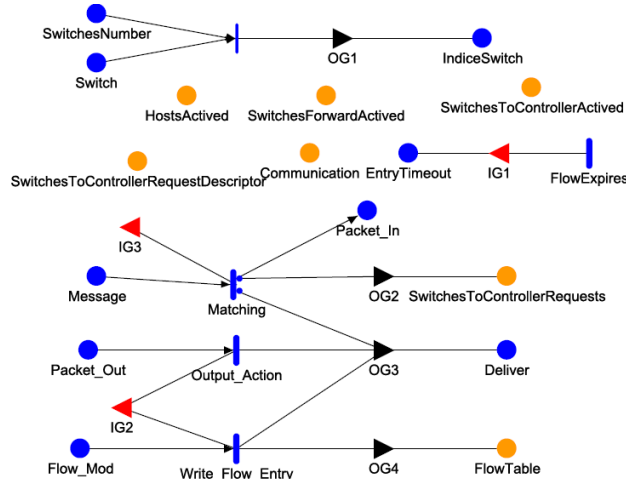 SwitchesNumber
OG1
IndiceSwitch
Switch
HostsActived
SwitchesForwardActived
SwitchesToControllerActived
SwitchesToControllerRequestDescriptor
Communication
EntryTimeout
IG1
FlowExpires
IG3
Packet_In
Message
Matching
OG2
SwitchesToControllerRequests
Packet_Out
Output_Action
OG3
Deliver
IG2
Flow_Mod
Write_Flow_Entry
OG4
FlowTable